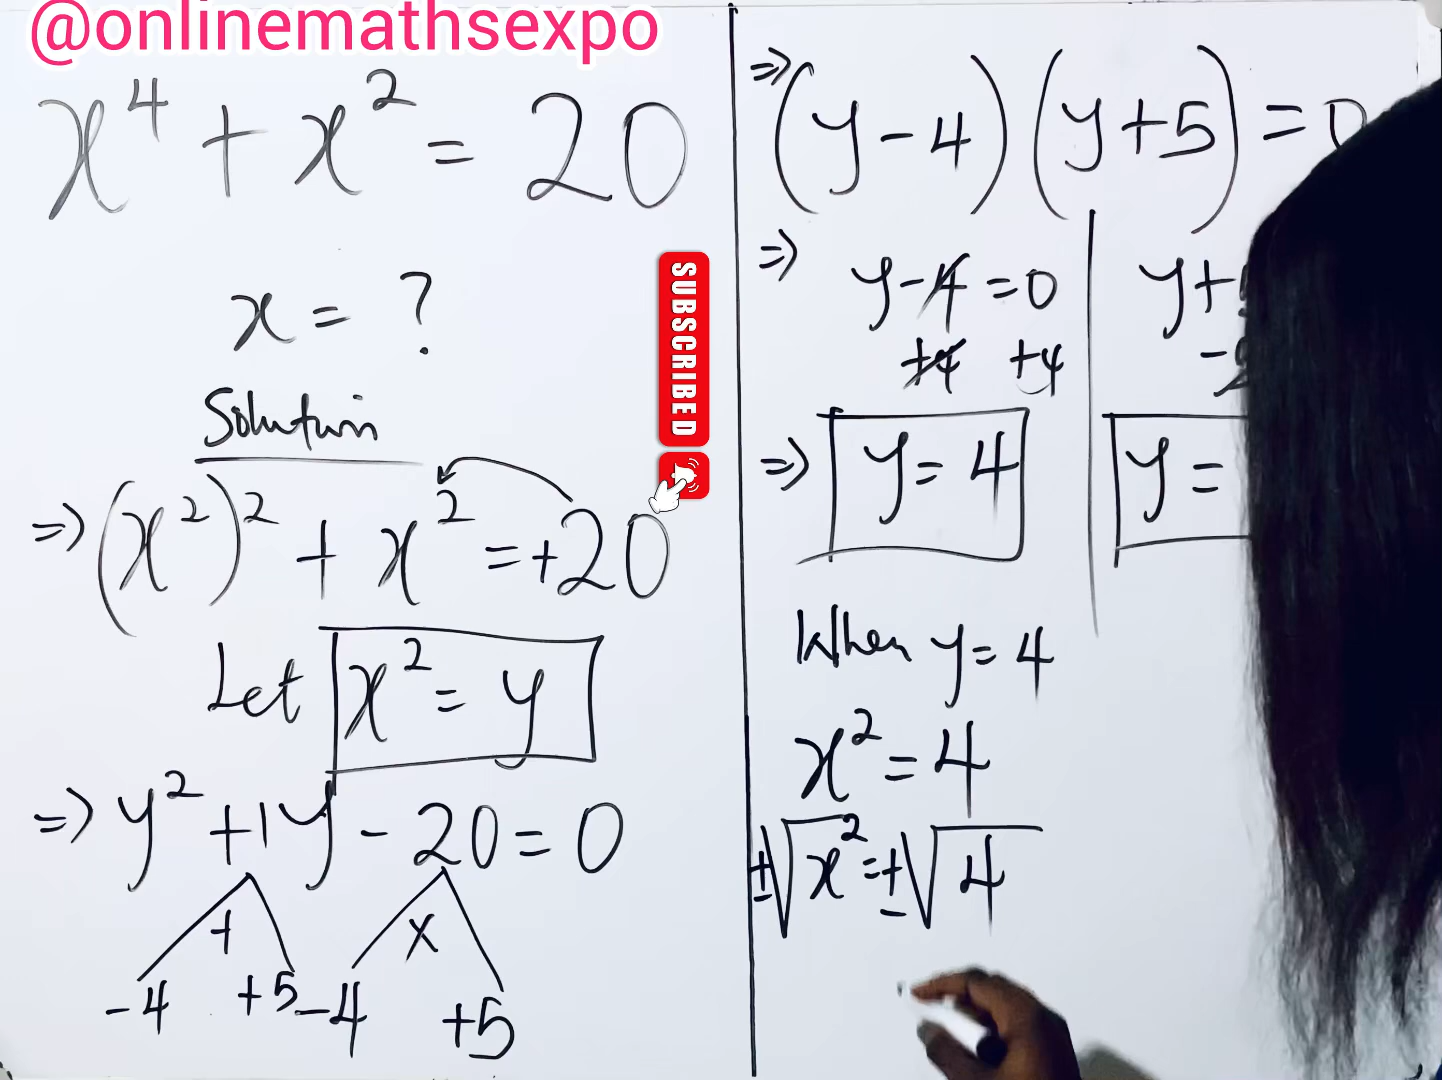 @onlinemathsexpo
x⁴ + x² = 20
x = ?
Solution
⇒ (x²)² + x² = +20
Let x² = y
⇒ y² + 1y - 20 = 0
+
×
-4 +5 -4 +5
SUBSCRIBED
⇒ (y - 4)(y + 5) = 0
⇒ y - 4 = 0
+4 +4
⇒ y = 4
y +
-
y =
When y = 4
x² = 4
±√x² = ±√4